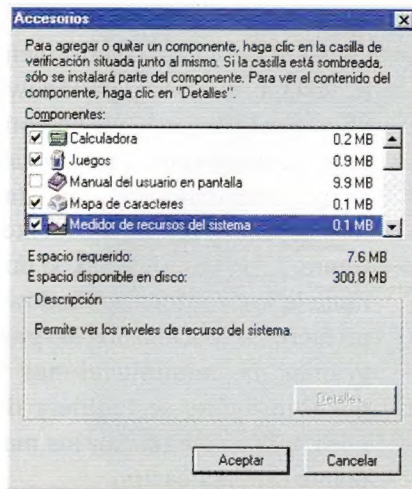 Accesorios
Para agregar o quitar un componente, haga clic en la casilla de
verificación situada junto al mismo. Si la casilla está sombreada,
sólo se instalará parte del componente. Para ver el contenido del
componente, haga clic en "Detalles".
Componentes:
Calculadora 0.2 MB
Juegos 0.9 MB
Manual del usuario en pantalla 9.9 MB
Mapa de caracteres 0.1 MB
Medidor de recursos del sistema 0.1 MB
Espacio requerido: 7.6 MB
Espacio disponible en disco: 300.8 MB
Descripción
Permite ver los niveles de recurso del sistema.
Detalles...
Aceptar Cancelar